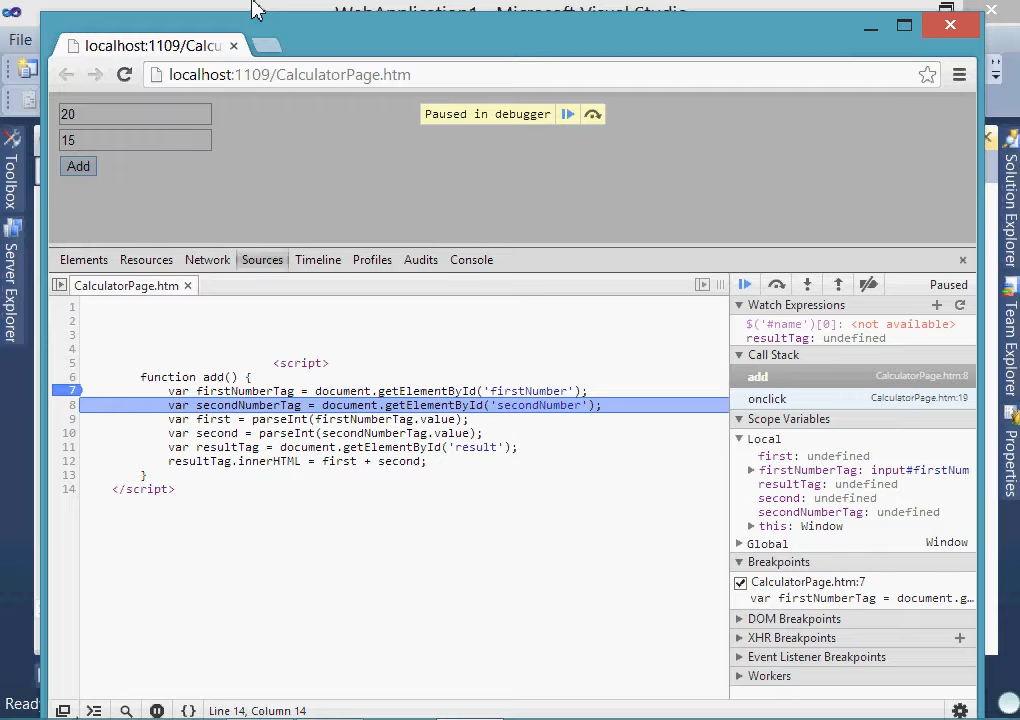 WebApplication1 - Microsoft Visual Studio
localhost:1109/Calcu
File
localhost:1109/CalculatorPage.htm
20
Paused in debugger
15
Add
Toolbox
Server Explorer
Solution Explorer
Team Explorer
Properties
Elements Resources Network Sources Timeline Profiles Audits Console
CalculatorPage.htm
Paused
1
2
3
4
5 <script>
6 function add() {
7 var firstNumberTag = document.getElementById('firstNumber');
8 var secondNumberTag = document.getElementById('secondNumber');
9 var first = parseInt(firstNumberTag.value);
10 var second = parseInt(secondNumberTag.value);
11 var resultTag = document.getElementById('result');
12 resultTag.innerHTML = first + second;
13 }
14 </script>
Watch Expressions
$('#name')[0]: <not available>
resultTag: undefined
Call Stack
add CalculatorPage.htm:8
onclick CalculatorPage.htm:19
Scope Variables
Local
first: undefined
firstNumberTag: input#firstNum
resultTag: undefined
second: undefined
secondNumberTag: undefined
this: Window
Global Window
Breakpoints
CalculatorPage.htm:7
var firstNumberTag = document.g…
DOM Breakpoints
XHR Breakpoints
Event Listener Breakpoints
Workers
Read
{ } Line 14, Column 14